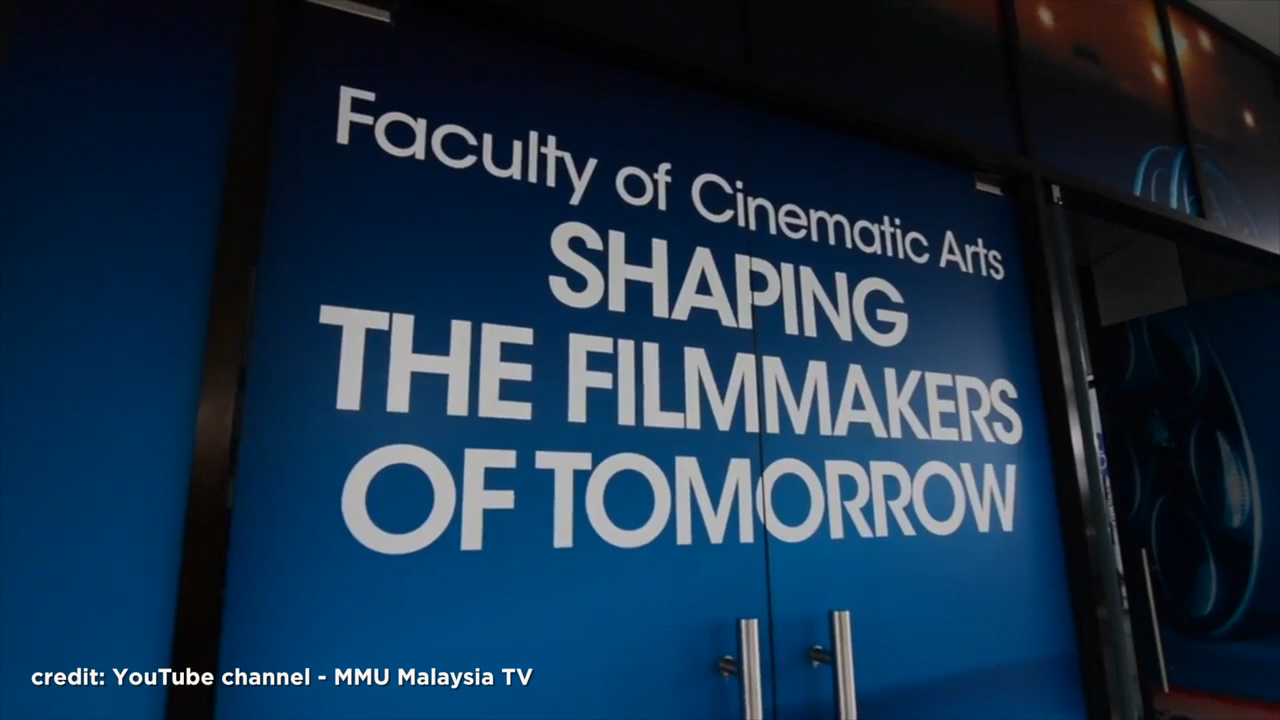 Faculty of Cinematic Arts
SHAPING
THE FILMMAKERS
OF TOMORROW
credit: YouTube channel - MMU Malaysia TV